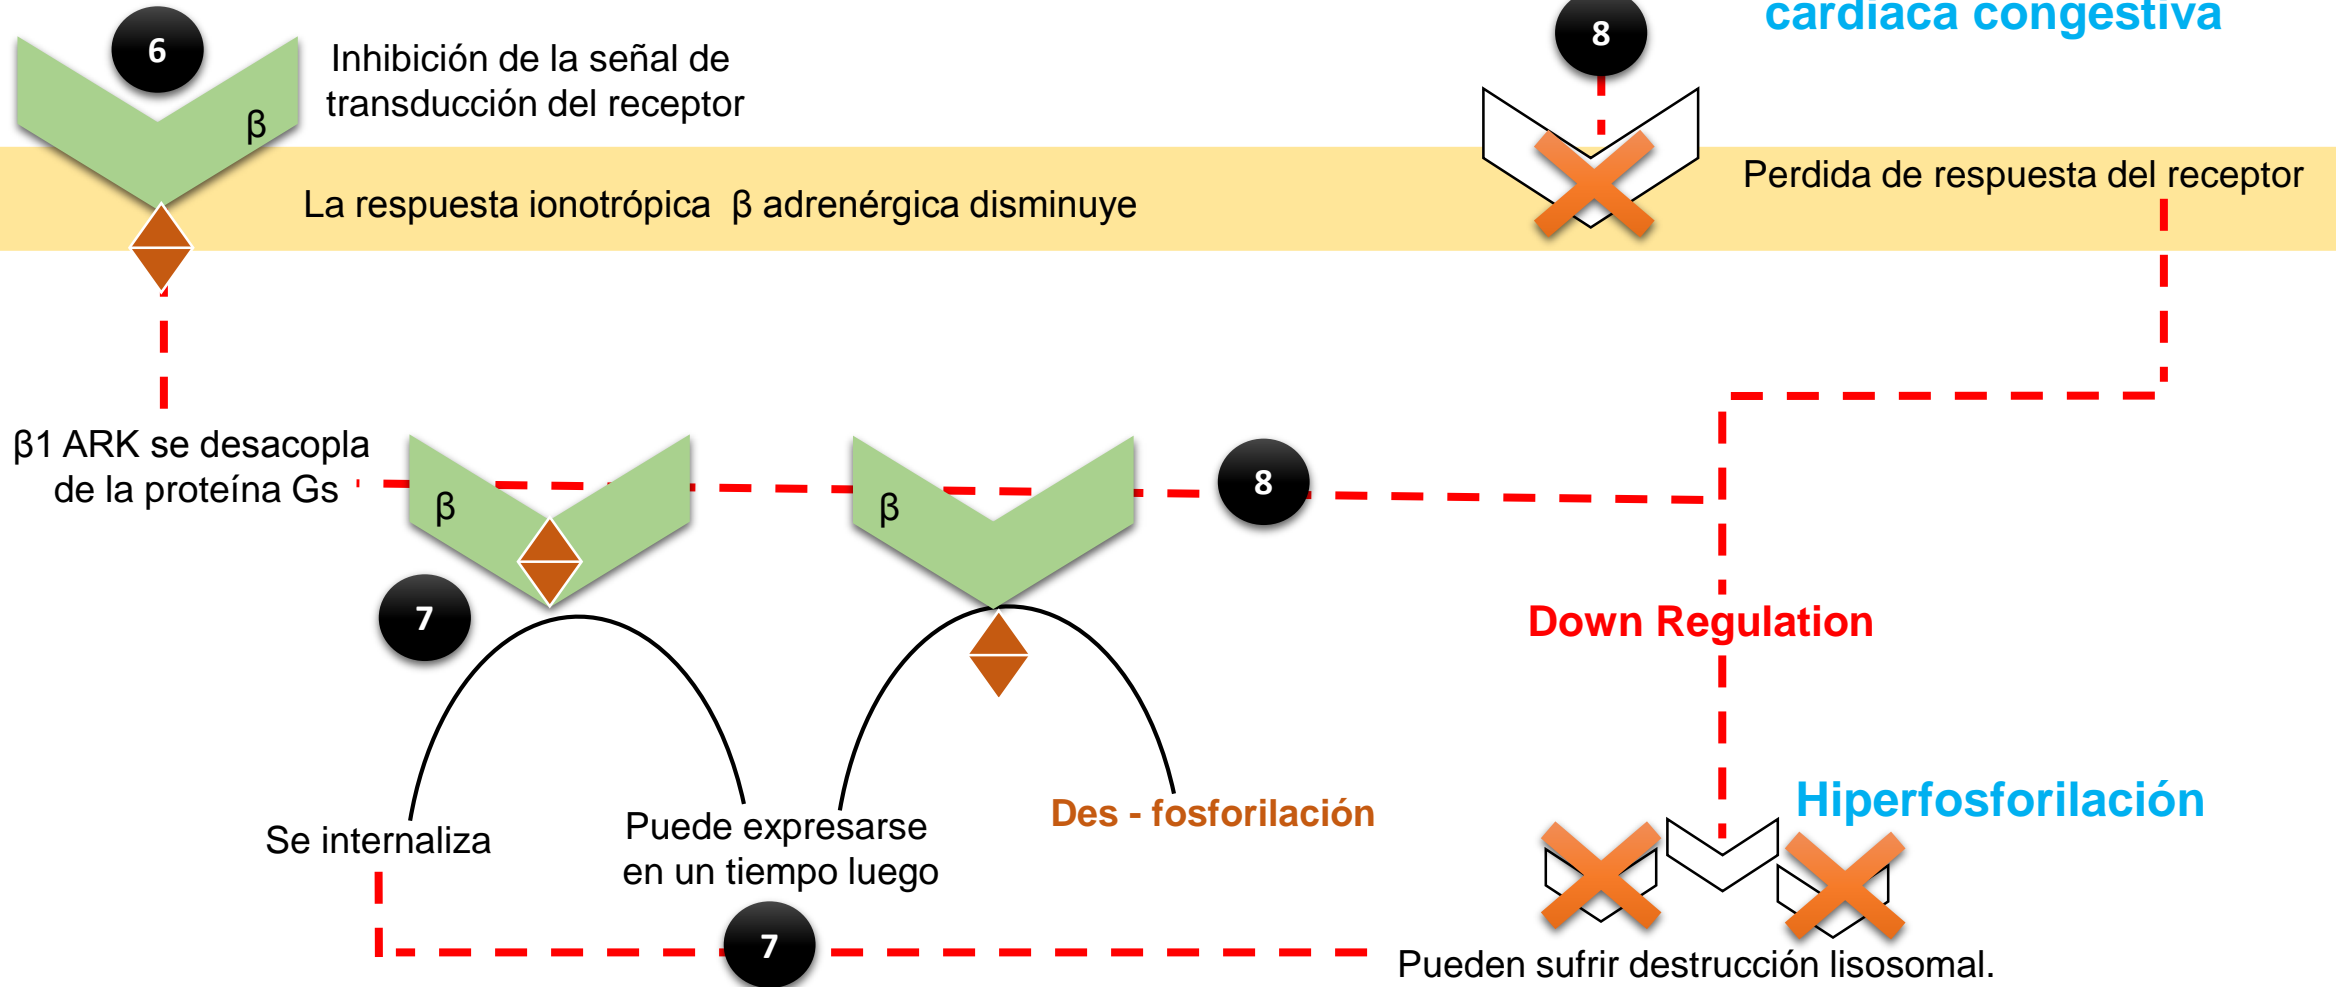 cardiaca congestiva
6
8
Inhibición de la señal de
transducción del receptor
β
Perdida de respuesta del receptor
La respuesta ionotrópica β adrenérgica disminuye
β1 ARK se desacopla
de la proteína Gs
β
β
8
7
Down Regulation
Hiperfosforilación
Des - fosforilación
Se internaliza
Puede expresarse
en un tiempo luego
7
Pueden sufrir destrucción lisosomal.